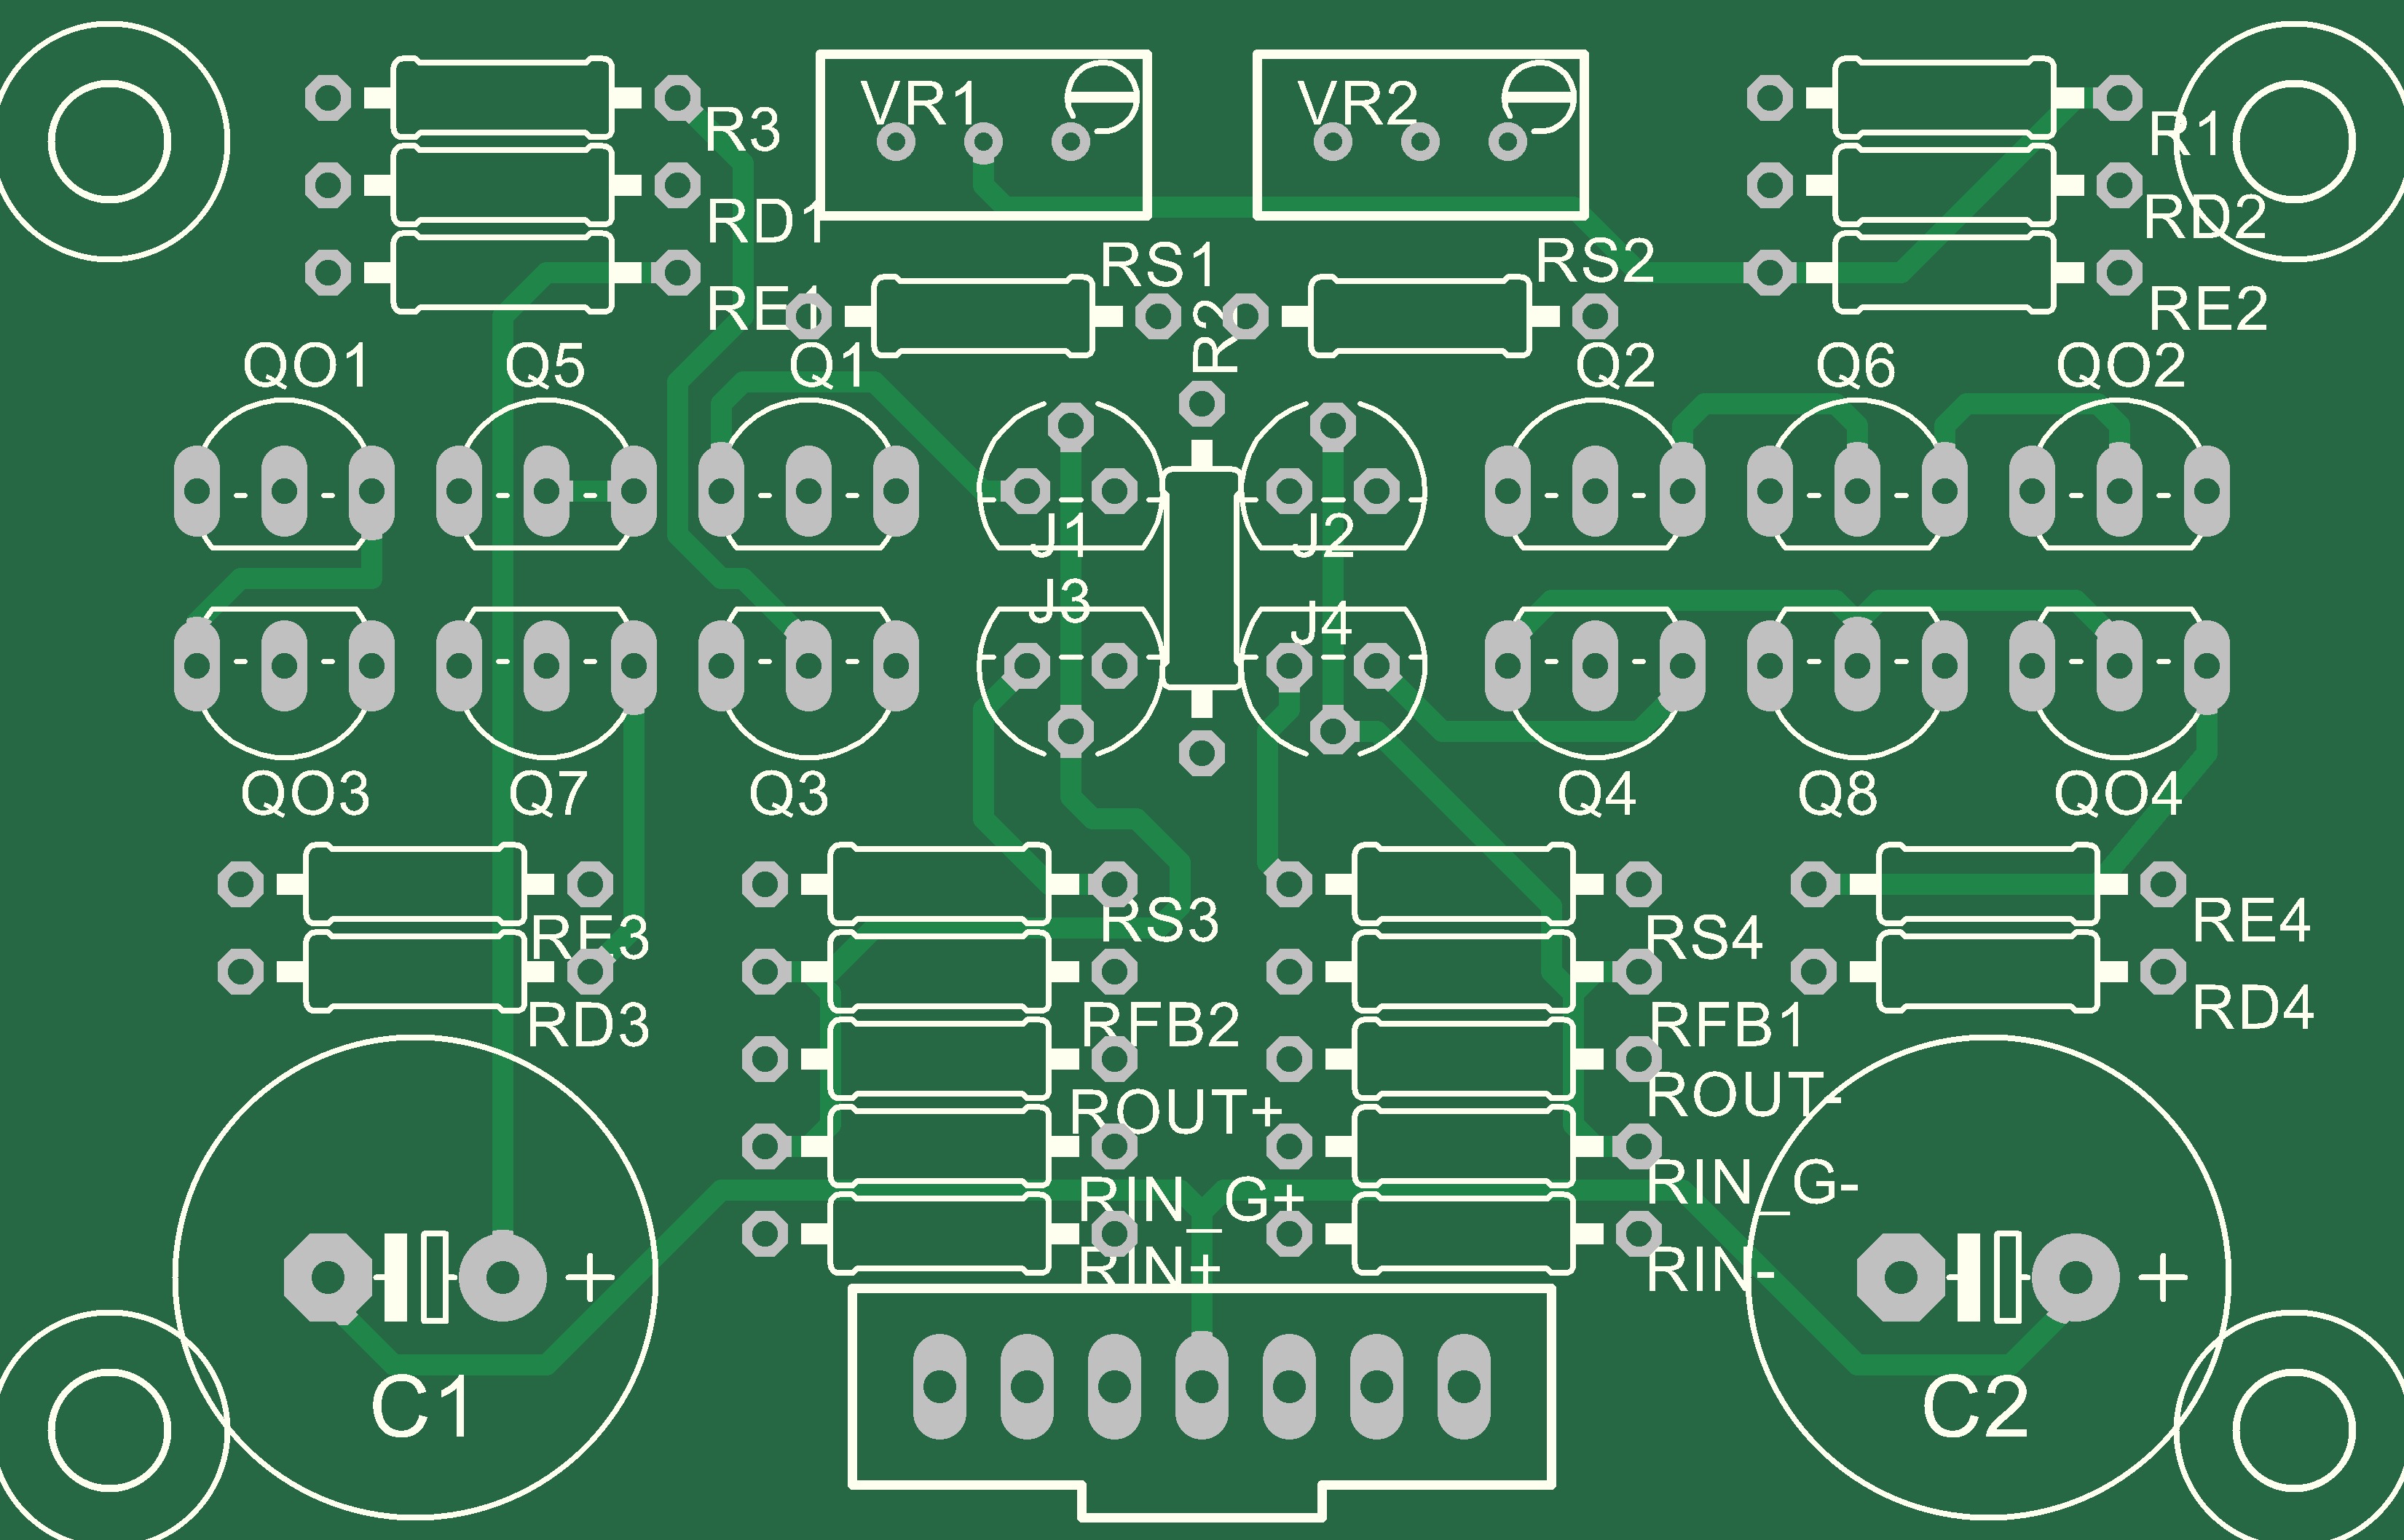 R3
VR1
VR2
R1
RD1
RD2
RS1
RS2
RE1
R2
RE2
QO1
Q5
Q1
Q2
Q6
QO2
J1
J2
J3
J4
QO3
Q7
Q3
Q4
Q8
QO4
RE3
RS3
RS4
RE4
RD3
RFB2
RFB1
RD4
ROUT+
ROUT-
RIN_G+
RIN_G-
RIN+
RIN-
+
+
C1
C2